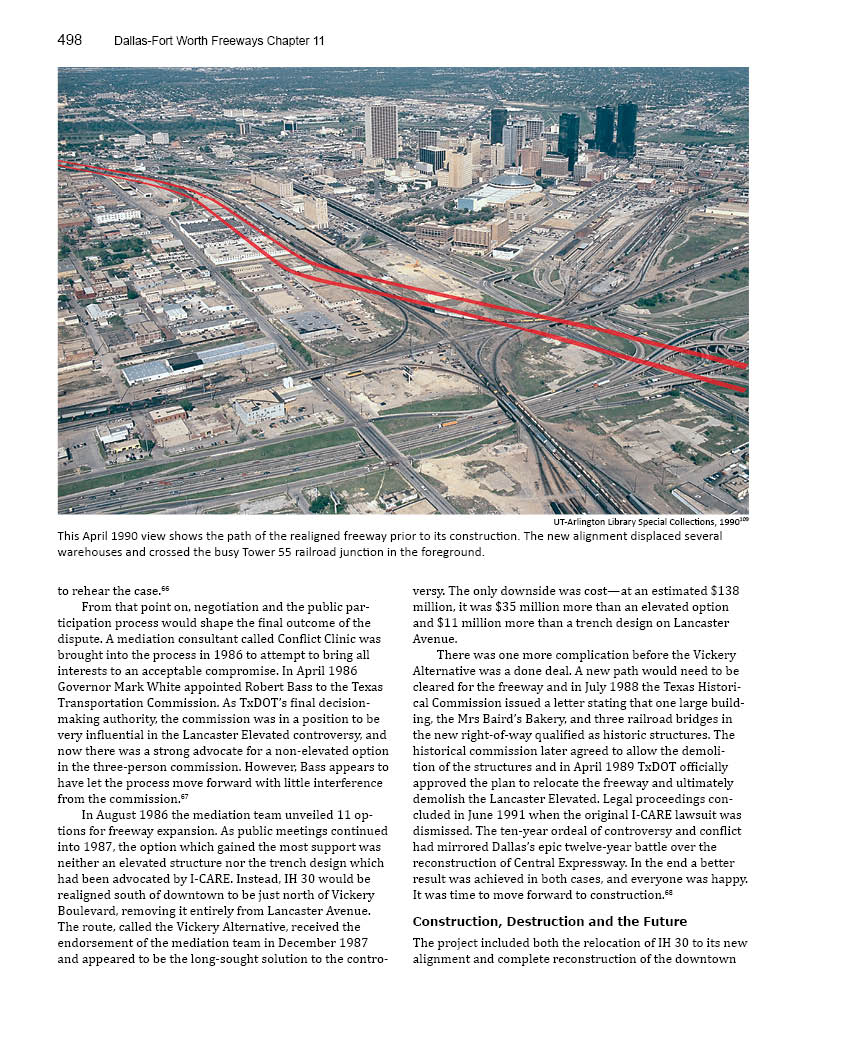 498 Dallas-Fort Worth Freeways Chapter 11
UT-Arlington Library Special Collections, 1990³⁰⁹
This April 1990 view shows the path of the realigned freeway prior to its construction. The new alignment displaced several
warehouses and crossed the busy Tower 55 railroad junction in the foreground.
to rehear the case.⁶⁶
From that point on, negotiation and the public par-
ticipation process would shape the final outcome of the
dispute. A mediation consultant called Conflict Clinic was
brought into the process in 1986 to attempt to bring all
interests to an acceptable compromise. In April 1986
Governor Mark White appointed Robert Bass to the Texas
Transportation Commission. As TxDOT’s final decision-
making authority, the commission was in a position to be
very influential in the Lancaster Elevated controversy, and
now there was a strong advocate for a non-elevated option
in the three-person commission. However, Bass appears to
have let the process move forward with little interference
from the commission.⁶⁷
In August 1986 the mediation team unveiled 11 op-
tions for freeway expansion. As public meetings continued
into 1987, the option which gained the most support was
neither an elevated structure nor the trench design which
had been advocated by I-CARE. Instead, IH 30 would be
realigned south of downtown to be just north of Vickery
Boulevard, removing it entirely from Lancaster Avenue.
The route, called the Vickery Alternative, received the
endorsement of the mediation team in December 1987
and appeared to be the long-sought solution to the contro-
versy. The only downside was cost—at an estimated $138
million, it was $35 million more than an elevated option
and $11 million more than a trench design on Lancaster
Avenue.
There was one more complication before the Vickery
Alternative was a done deal. A new path would need to be
cleared for the freeway and in July 1988 the Texas Histori-
cal Commission issued a letter stating that one large build-
ing, the Mrs Baird’s Bakery, and three railroad bridges in
the new right-of-way qualified as historic structures. The
historical commission later agreed to allow the demoli-
tion of the structures and in April 1989 TxDOT officially
approved the plan to relocate the freeway and ultimately
demolish the Lancaster Elevated. Legal proceedings con-
cluded in June 1991 when the original I-CARE lawsuit was
dismissed. The ten-year ordeal of controversy and conflict
had mirrored Dallas’s epic twelve-year battle over the
reconstruction of Central Expressway. In the end a better
result was achieved in both cases, and everyone was happy.
It was time to move forward to construction.⁶⁸
Construction, Destruction and the Future
The project included both the relocation of IH 30 to its new
alignment and complete reconstruction of the downtown